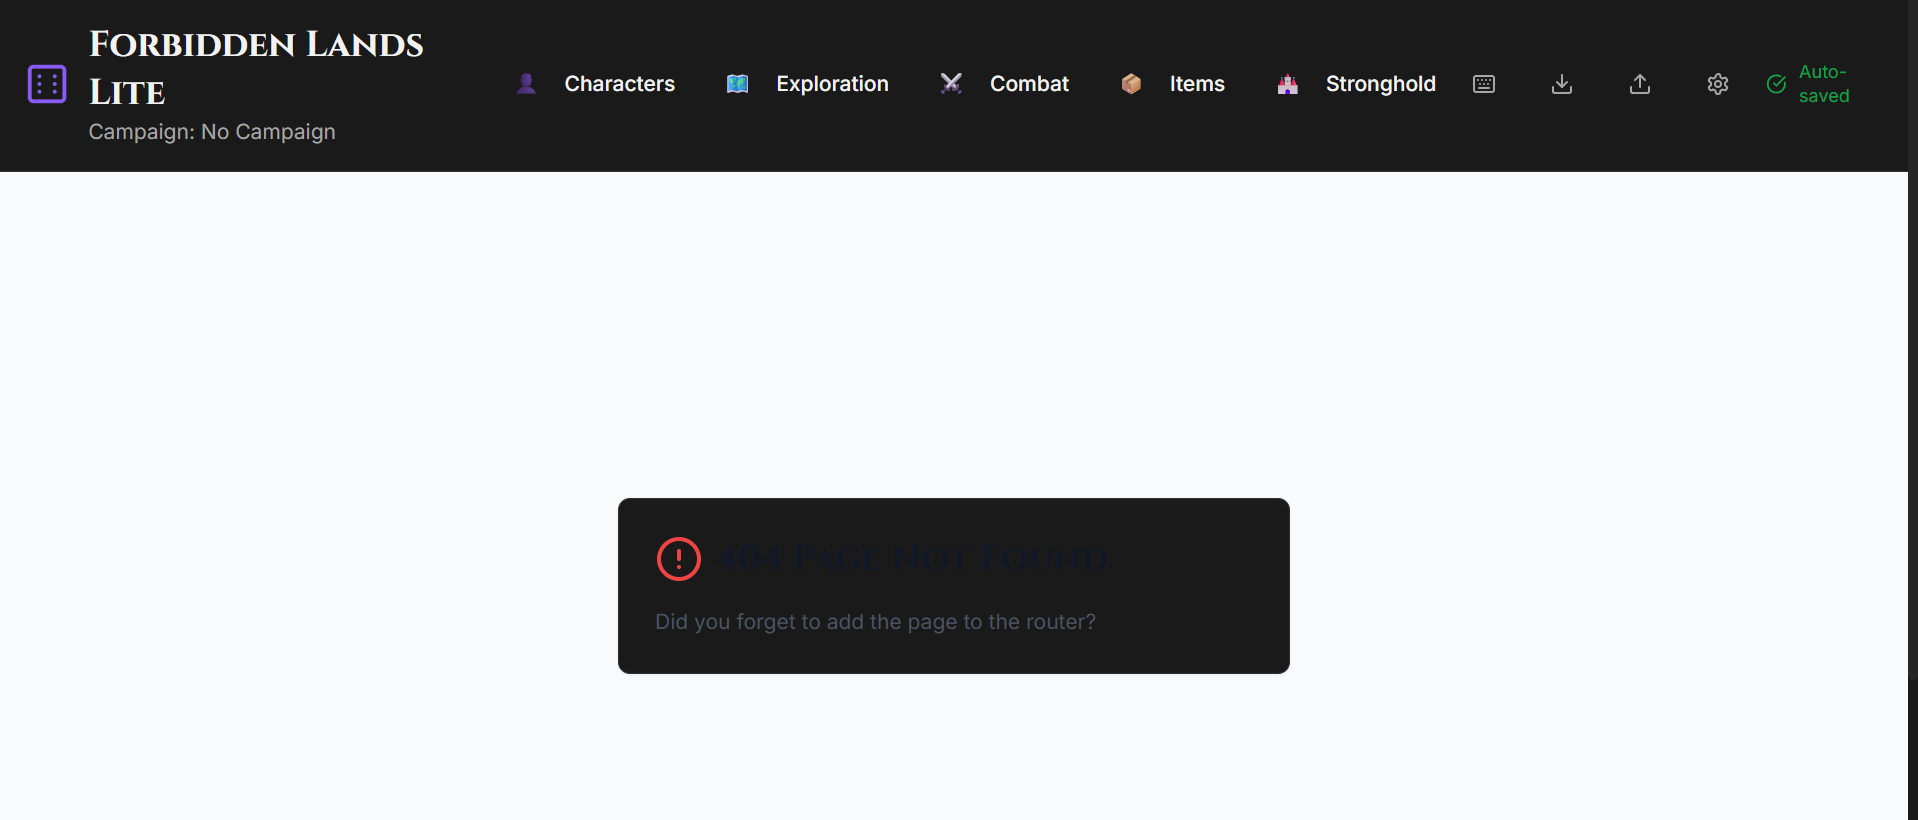 Forbidden Lands
Lite
Campaign: No Campaign
Characters
Exploration
Combat
Items
Stronghold
Auto-
saved
404 Page Not Found
Did you forget to add the page to the router?